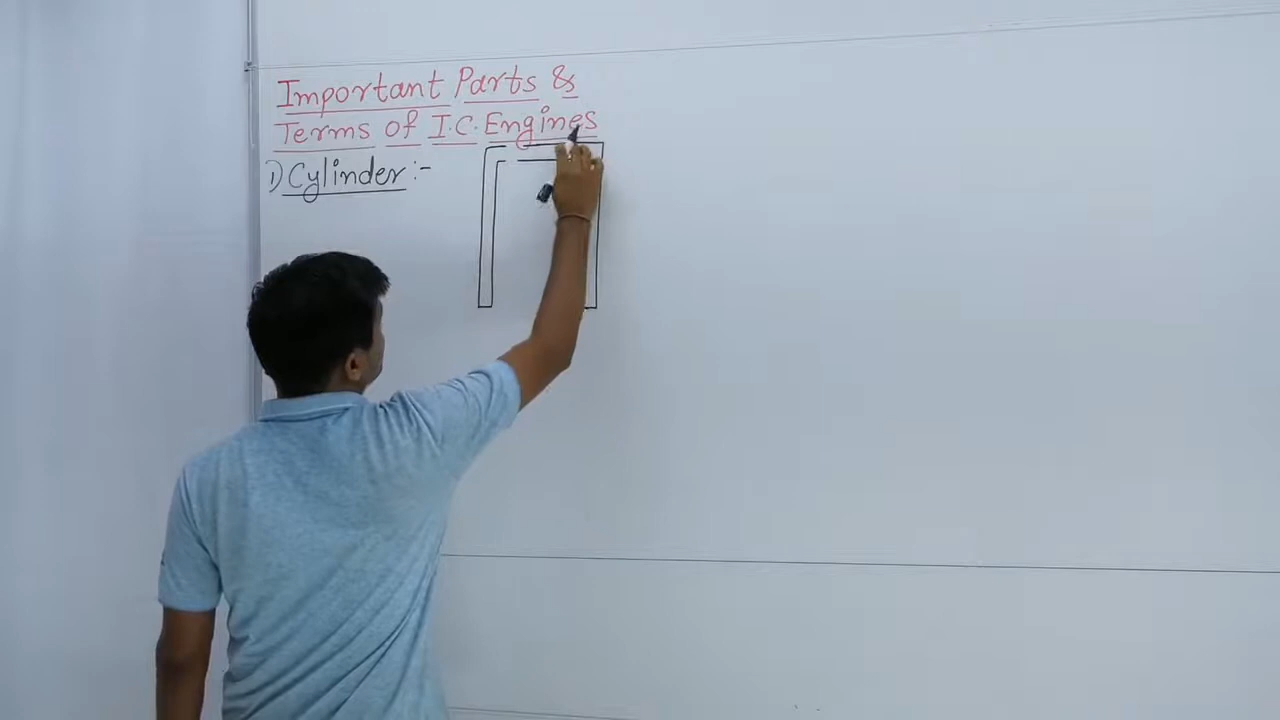 Important Parts &
Terms of I.C. Engines
1) Cylinder :-